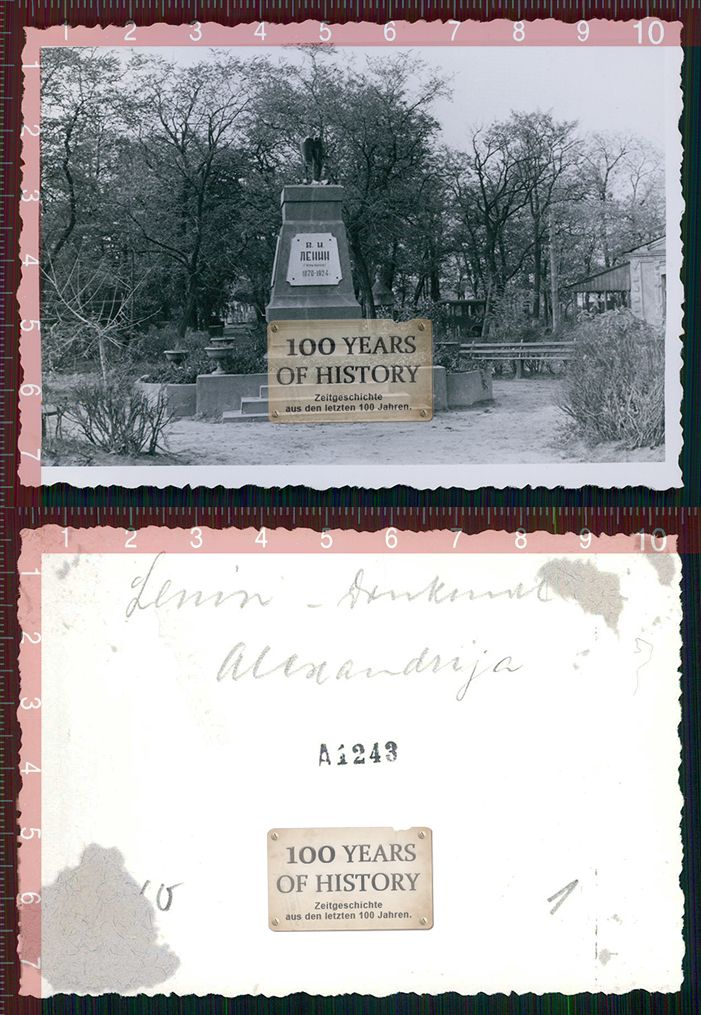 1 2 3 4 5 6 7 8 9 10
1
2
3
5
6
7
В. И.
ЛЕНИН
1870-1924
100 YEARS
OF HISTORY
Zeitgeschichte
aus den letzten 100 Jahren.
1 2 3 4 5 6 7 8 9 10
1
2
3
4
5
6
7
Lenin - Denkmal
Alexandrija
A1243
100 YEARS
OF HISTORY
Zeitgeschichte
aus den letzten 100 Jahren.
1